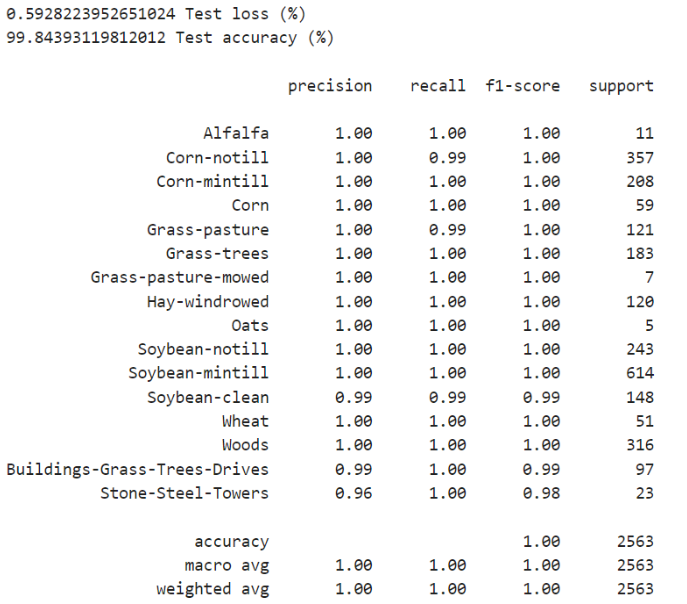 0.5928223952651024 Test loss (%)
99.84393119812012 Test accuracy (%)
precision recall f1-score support
Alfalfa 1.00 1.00 1.00 11
Corn-notill 1.00 0.99 1.00 357
Corn-mintill 1.00 1.00 1.00 208
Corn 1.00 1.00 1.00 59
Grass-pasture 1.00 0.99 1.00 121
Grass-trees 1.00 1.00 1.00 183
Grass-pasture-mowed 1.00 1.00 1.00 7
Hay-windrowed 1.00 1.00 1.00 120
Oats 1.00 1.00 1.00 5
Soybean-notill 1.00 1.00 1.00 243
Soybean-mintill 1.00 1.00 1.00 614
Soybean-clean 0.99 0.99 0.99 148
Wheat 1.00 1.00 1.00 51
Woods 1.00 1.00 1.00 316
Buildings-Grass-Trees-Drives 0.99 1.00 0.99 97
Stone-Steel-Towers 0.96 1.00 0.98 23
accuracy 1.00 2563
macro avg 1.00 1.00 1.00 2563
weighted avg 1.00 1.00 1.00 2563